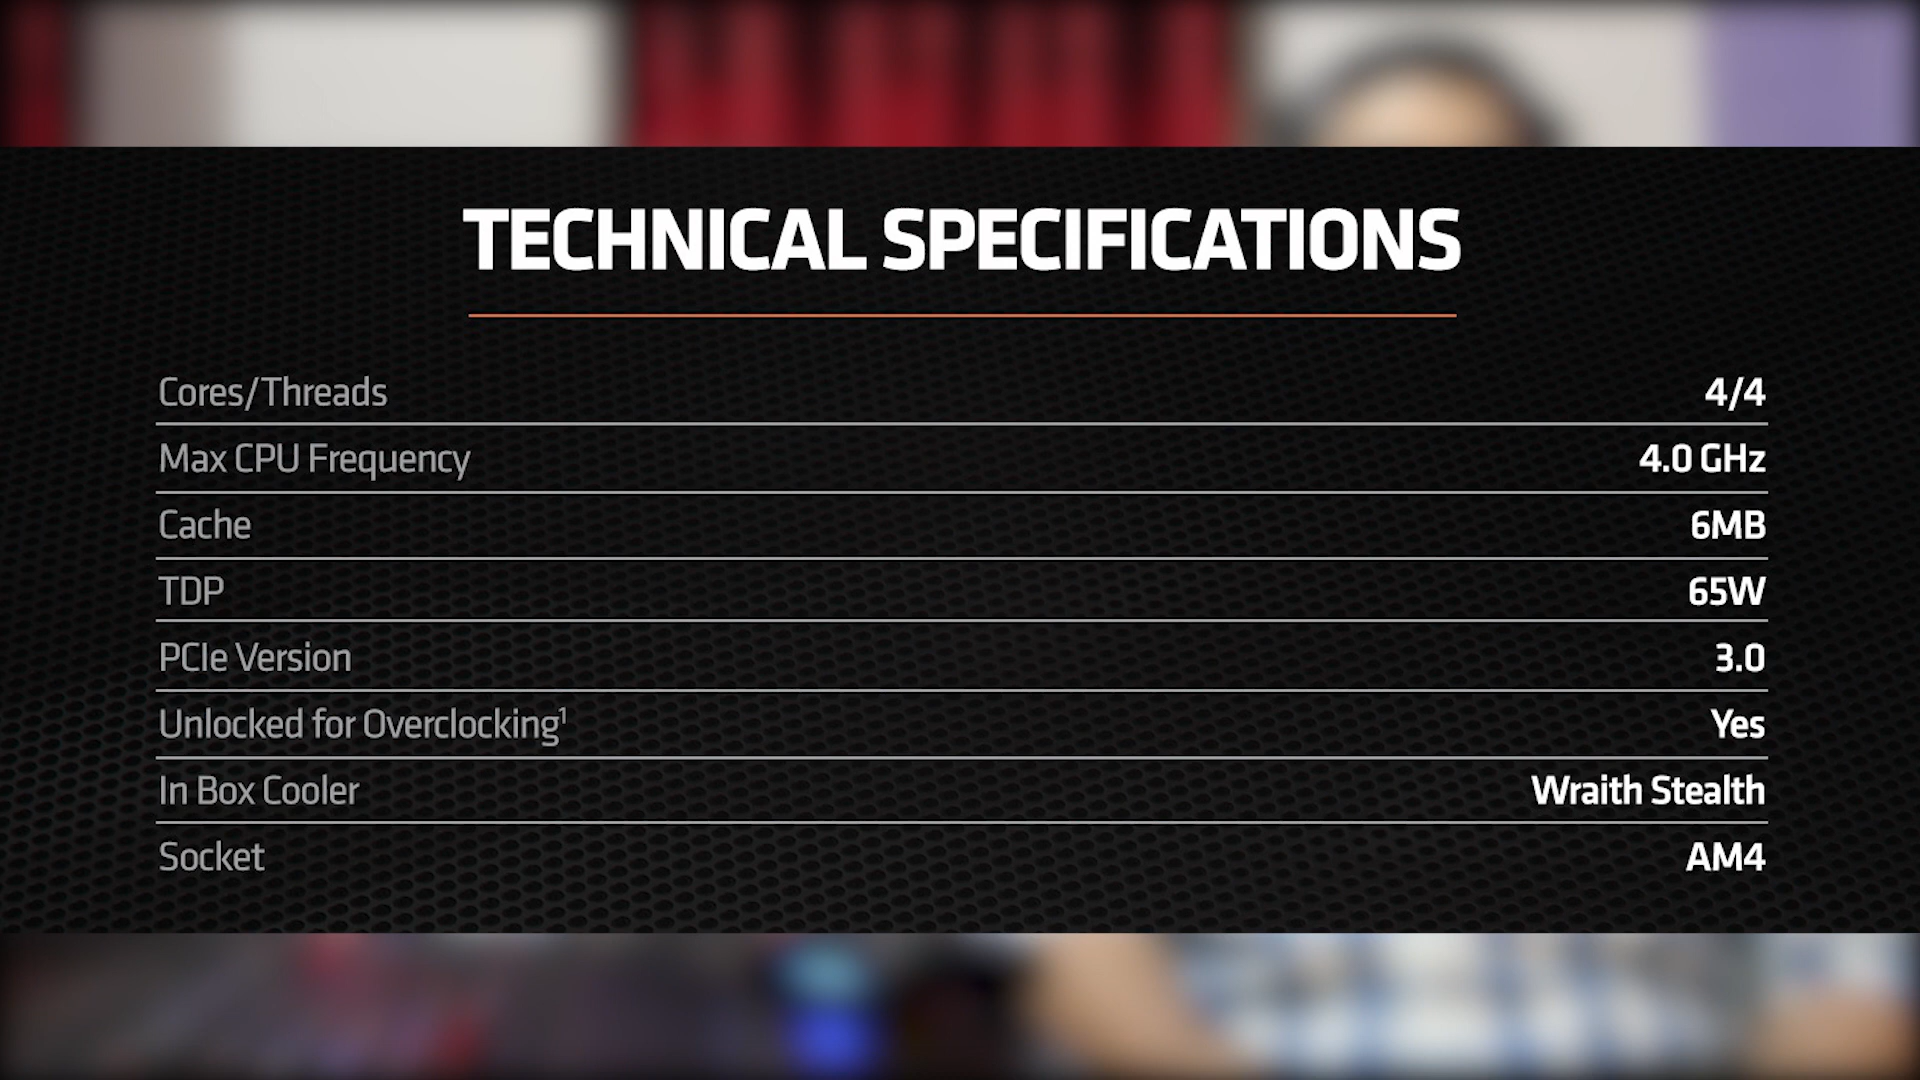 TECHNICAL SPECIFICATIONS
Cores/Threads 4/4
Max CPU Frequency 4.0 GHz
Cache 6MB
TDP 65W
PCIe Version 3.0
Unlocked for Overclocking¹ Yes
In Box Cooler Wraith Stealth
Socket AM4